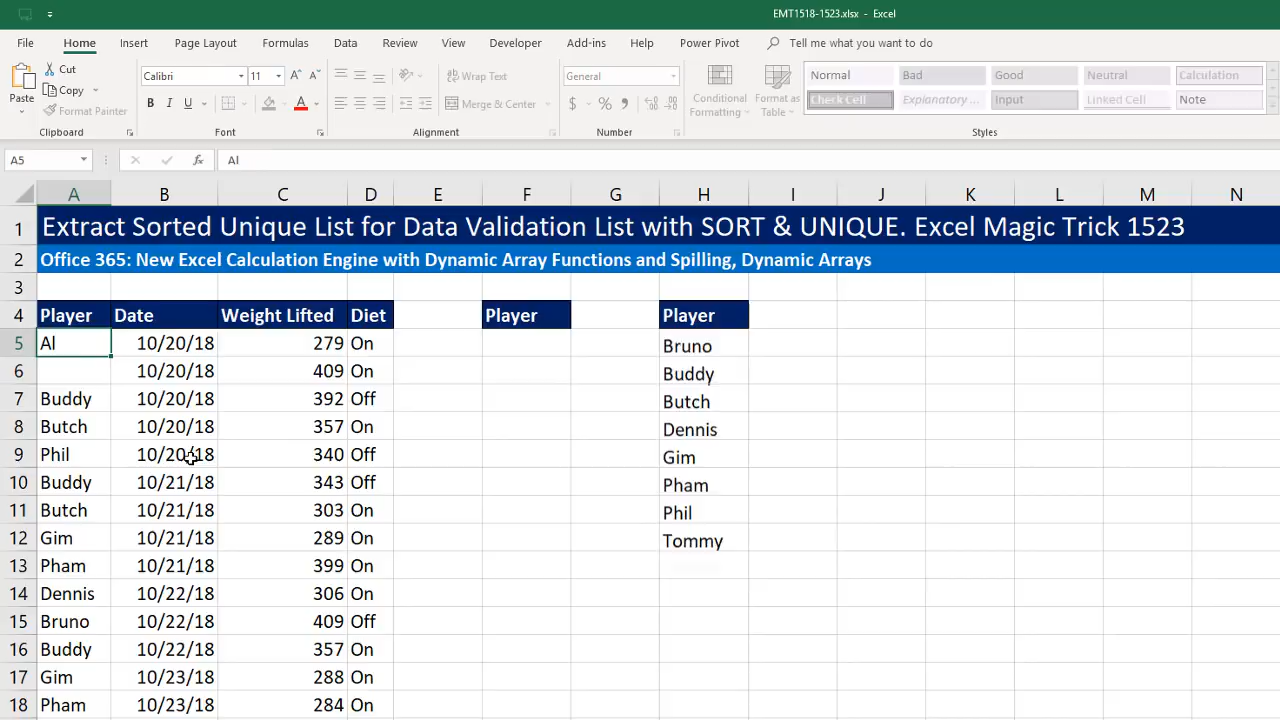 EMT1518-1523.xlsx - Excel
File Home Insert Page Layout Formulas Data Review View Developer Add-ins Help Power Pivot Tell me what you want to do
Paste
Cut
Copy
Format Painter
Clipboard
Calibri 11
B I U
Font
Wrap Text
Merge & Center
Alignment
General
$ % ,
Number
Conditional Formatting
Format as Table
Normal Bad Good Neutral Calculation
Check Cell Explanatory ... Input Linked Cell Note
Styles
A5 fx Al
A B C D E F G H I J K L M N
1 Extract Sorted Unique List for Data Validation List with SORT & UNIQUE. Excel Magic Trick 1523
2 Office 365: New Excel Calculation Engine with Dynamic Array Functions and Spilling, Dynamic Arrays
3
4 Player Date Weight Lifted Diet Player Player
5 Al 10/20/18 279 On Bruno
6 10/20/18 409 On Buddy
7 Buddy 10/20/18 392 Off Butch
8 Butch 10/20/18 357 On Dennis
9 Phil 10/20/18 340 Off Gim
10 Buddy 10/21/18 343 Off Pham
11 Butch 10/21/18 303 On Phil
12 Gim 10/21/18 289 On Tommy
13 Pham 10/21/18 399 On
14 Dennis 10/22/18 306 On
15 Bruno 10/22/18 409 Off
16 Buddy 10/22/18 357 On
17 Gim 10/23/18 288 On
18 Pham 10/23/18 284 On